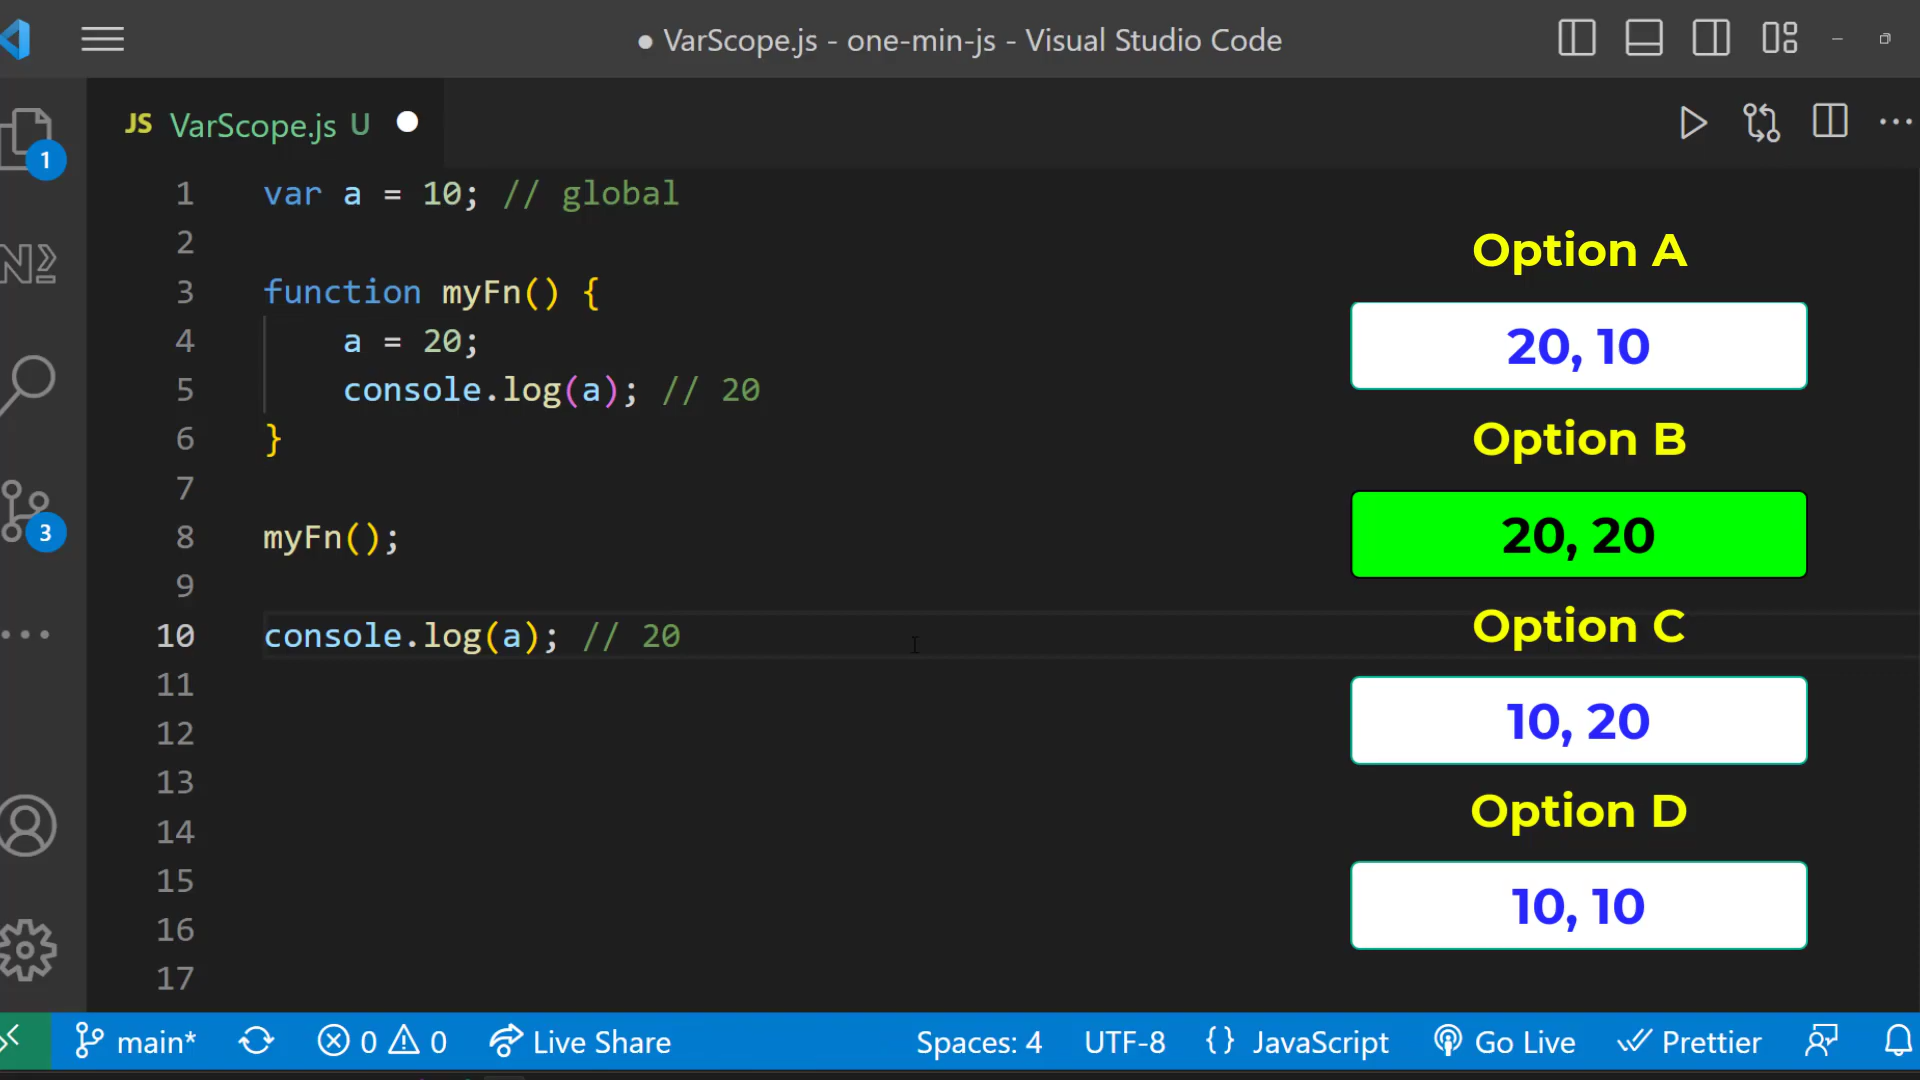 ● VarScope.js - one-min-js - Visual Studio Code
JS VarScope.js U
1
1 var a = 10; // global
2
3 function myFn() {
4 a = 20;
5 console.log(a); // 20
6 }
7
8 myFn();
9
10 console.log(a); // 20
11
12
13
14
15
16
17
3
Option A
20, 10
Option B
20, 20
Option C
10, 20
Option D
10, 10
main* 0 0 Live Share Spaces: 4 UTF-8 {} JavaScript Go Live Prettier